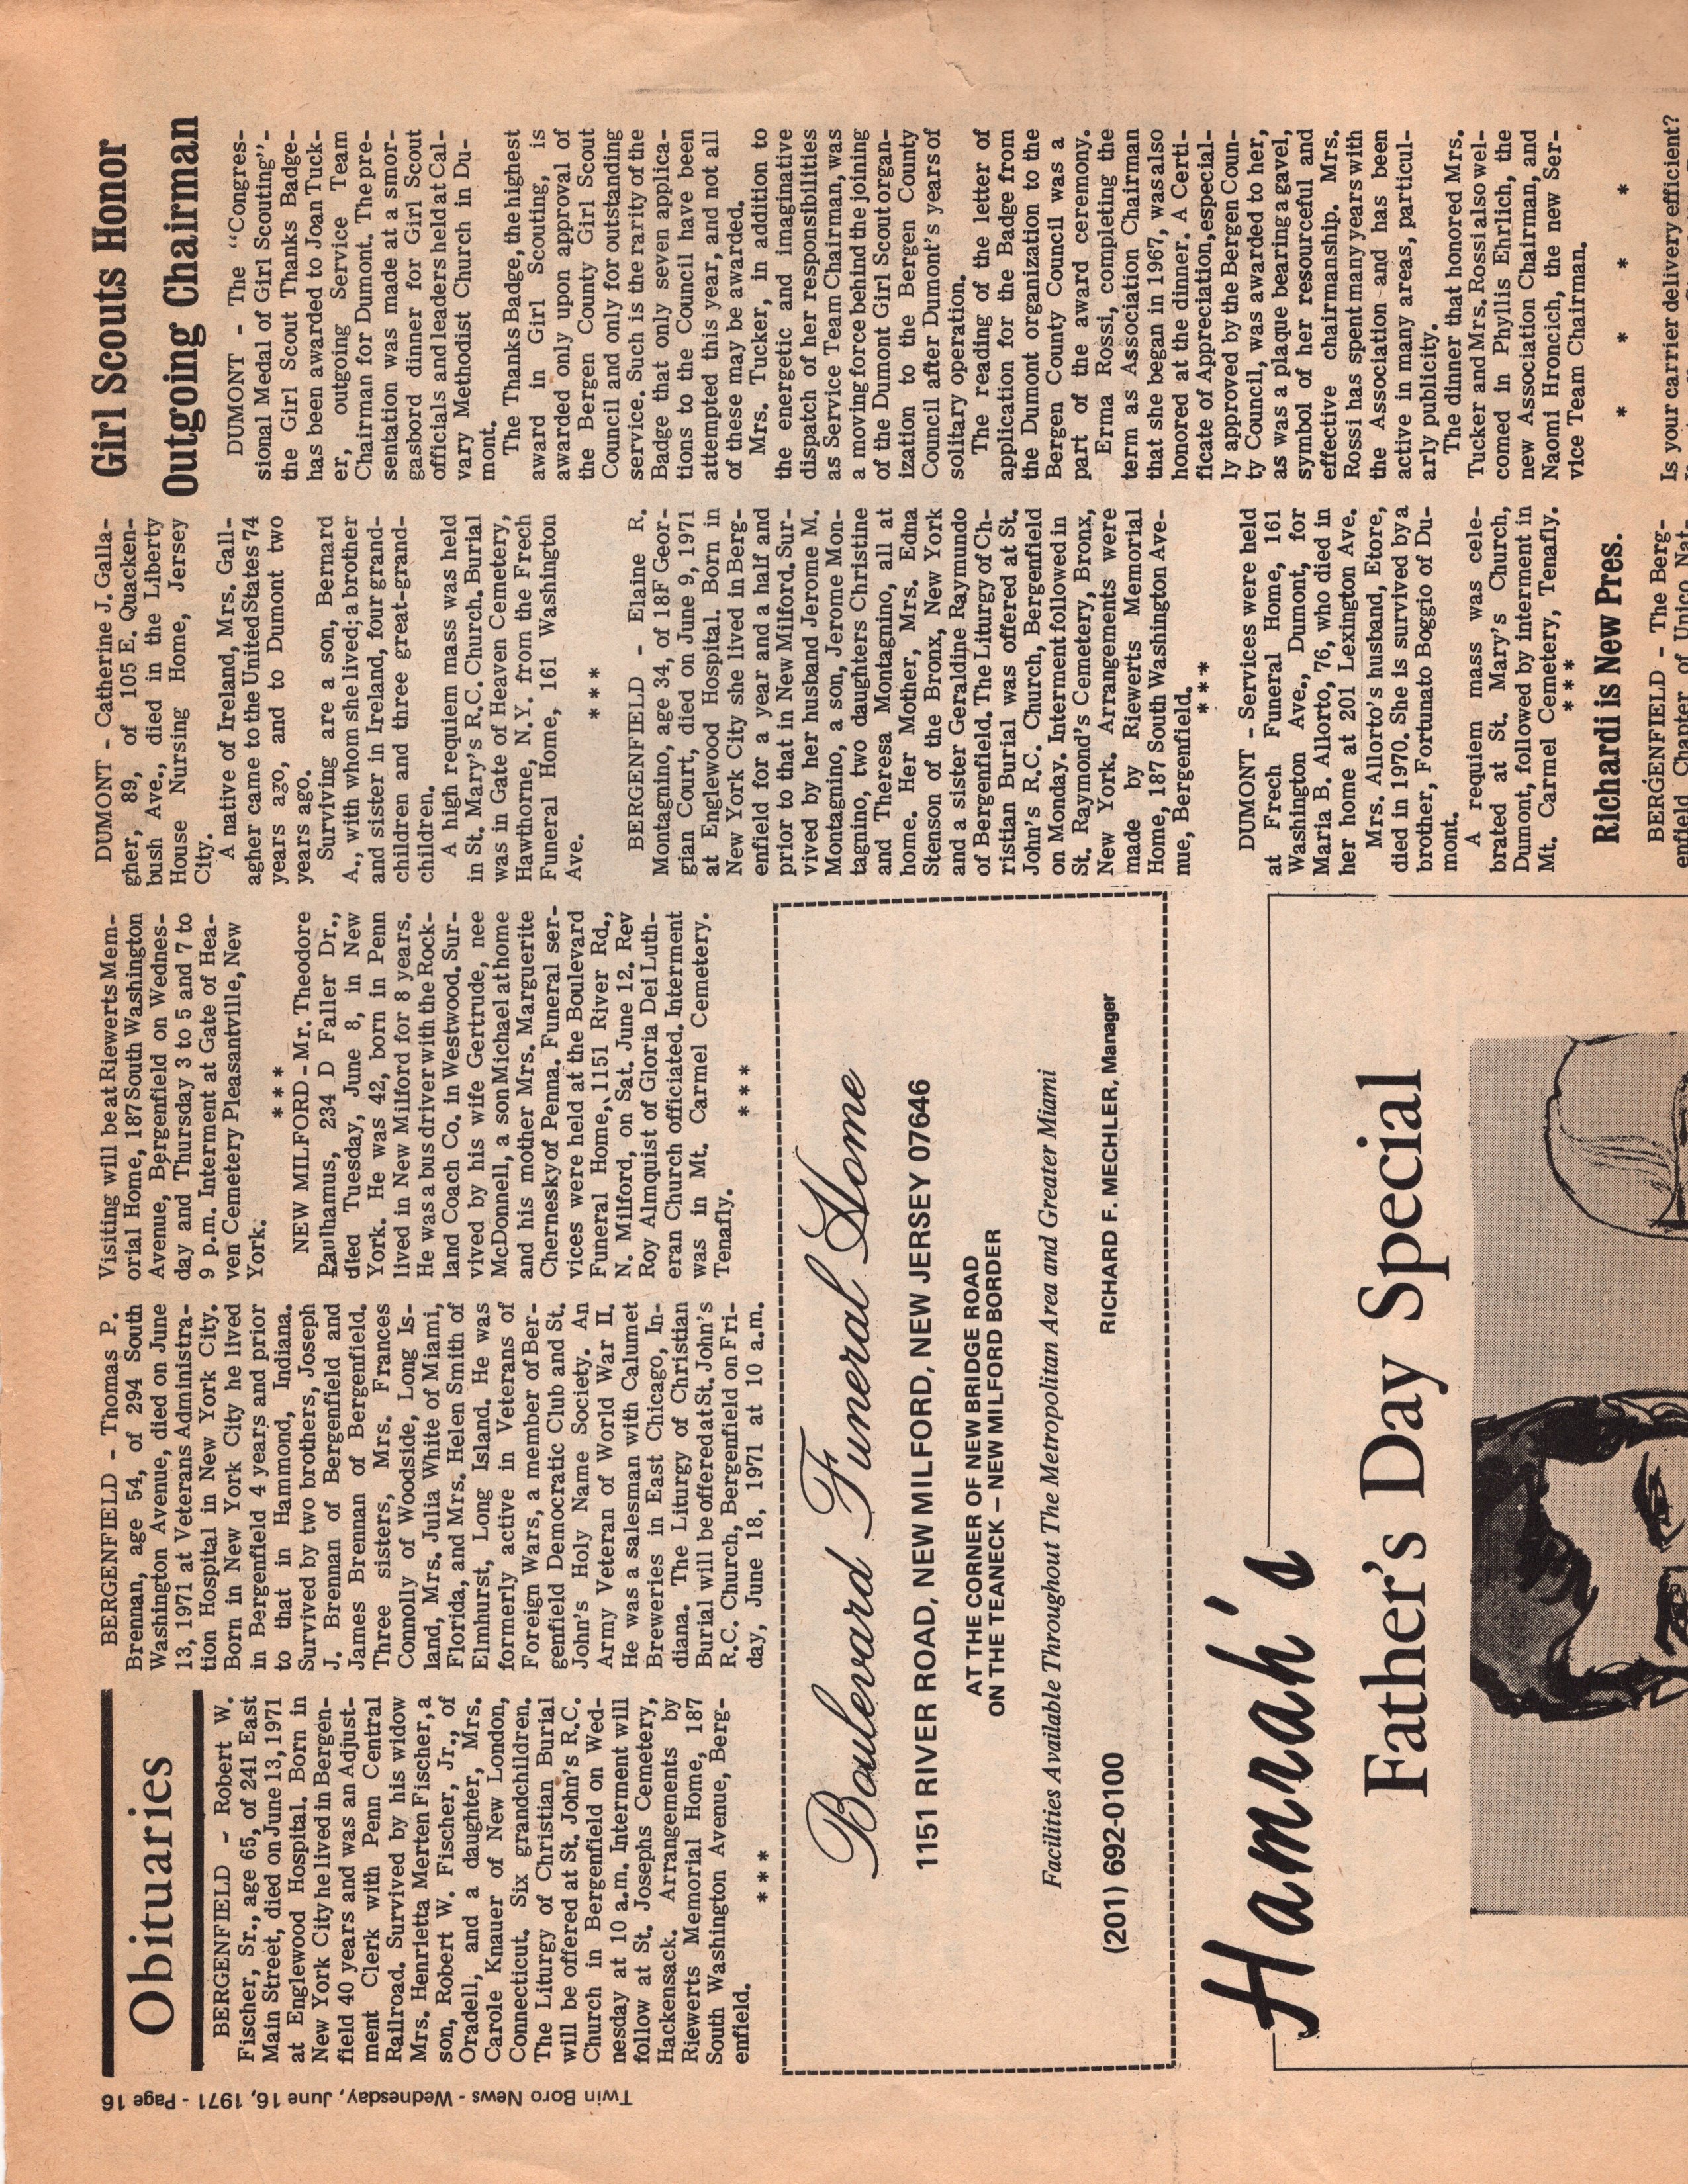 Twin Boro News - Wednesday, June 16, 1971 - Page 16
Obituaries
BERGENFIELD - Robert W.
Fischer, Sr., age 65, of 241 East
Main Street, died on June 13, 1971
at Englewood Hospital. Born in
New York City he lived in Bergen-
field 40 years and was an Adjust-
ment Clerk with Penn Central
Railroad. Survived by his widow
Mrs. Henrietta Merten Fischer, a
son, Robert W. Fischer, Jr., of
Oradell, and a daughter, Mrs.
Carole Knauer of New London,
Connecticut. Six grandchildren.
The Liturgy of Christian Burial
will be offered at St. John's R.C.
Church in Bergenfield on Wed-
nesday at 10 a.m. Interment will
follow at St. Josephs Cemetery,
Hackensack. Arrangements by
Riewerts Memorial Home, 187
South Washington Avenue, Berg-
enfield.
* * *
BERGENFIELD - Thomas P.
Brennan, age 54, of 294 South
Washington Avenue, died on June
13, 1971 at Veterans Administra-
tion Hospital in New York City.
Born in New York City he lived
in Bergenfield 4 years and prior
to that in Hammond, Indiana.
Survived by two brothers, Joseph
J. Brennan of Bergenfield and
James Brennan of Bergenfield.
Three sisters, Mrs. Frances
Connolly of Woodside, Long Is-
land, Mrs. Julia White of Miami,
Florida, and Mrs. Helen Smith of
Elmhurst, Long Island. He was
formerly active in Veterans of
Foreign Wars, a member of Ber-
genfield Democratic Club and St.
John's Holy Name Society. An
Army Veteran of World War II.
He was a salesman with Calumet
Breweries in East Chicago, In-
diana. The Liturgy of Christian
Burial will be offered at St. John's
R.C. Church, Bergenfield on Fri-
day, June 18, 1971 at 10 a.m.
Visiting will be at Riewerts Mem-
orial Home, 187 South Washington
Avenue, Bergenfield on Wednes-
day and Thursday 3 to 5 and 7 to
9 p.m. Interment at Gate of Hea-
ven Cemetery Pleasantville, New
York.
* * *
NEW MILFORD - Mr. Theodore
Paulhamus, 234 D Faller Dr.,
died Tuesday, June 8, in New
York. He was 42, born in Penn
lived in New Milford for 8 years.
He was a bus driver with the Rock-
land Coach Co. in Westwood. Sur-
vived by his wife Gertrude, nee
McDonnell, a son Michael at home
and his mother Mrs. Marguerite
Chernesky of Penna. Funeral ser-
vices were held at the Boulevard
Funeral Home, 1151 River Rd.,
N. Milford, on Sat. June 12. Rev
Roy Almquist of Gloria Dei Luth-
eran Church officiated. Interment
was in Mt. Carmel Cemetery.
Tenafly.
* * *
DUMONT - Catherine J. Galla-
gher, 89, of 105 E. Quacken-
bush Ave., died in the Liberty
House Nursing Home, Jersey
City.
A native of Ireland, Mrs. Gall-
agher came to the United States 74
years ago, and to Dumont two
years ago.
Surviving are a son, Bernard
A., with whom she lived; a brother
and sister in Ireland, four grand-
children and three great-grand-
children.
A high requiem mass was held
in St. Mary's R.C. Church. Burial
was in Gate of Heaven Cemetery,
Hawthorne, N.Y. from the Frech
Funeral Home, 161 Washington
Ave.
* * *
BERGENFIELD - Elaine R.
Montagnino, age 34, of 18F Geor-
gian Court, died on June 9, 1971
at Englewood Hospital. Born in
New York City she lived in Berg-
enfield for a year and a half and
prior to that in New Milford. Sur-
vived by her husband Jerome M.
Montagnino, a son, Jerome Mon-
tagnino, two daughters Christine
and Theresa Montagnino, all at
home. Her Mother, Mrs. Edna
Stenson of the Bronx, New York
and a sister Geraldine Raymundo
of Bergenfield. The Liturgy of Ch-
ristian Burial was offered at St.
John's R.C. Church, Bergenfield
on Monday. Interment followed in
St. Raymond's Cemetery, Bronx,
New York. Arrangements were
made by Riewerts Memorial
Home, 187 South Washington Ave-
nue, Bergenfield.
* * *
DUMONT - Services were held
at Frech Funeral Home, 161
Washington Ave., Dumont, for
Maria B. Allorto, 76, who died in
her home at 201 Lexington Ave.
Mrs. Allorto's husband, Etore,
died in 1970. She is survived by a
brother, Fortunato Boggio of Du-
mont.
A requiem mass was cele-
brated at St. Mary's Church,
Dumont, followed by interment in
Mt. Carmel Cemetery, Tenafly.
* * *
Richardi is New Pres.
BERGENFIELD - The Berg-
enfield Chapter of Unico Nat-
Girl Scouts Honor
Outgoing Chairman
DUMONT - The "Congres-
sional Medal of Girl Scouting"-
the Girl Scout Thanks Badge-
has been awarded to Joan Tuck-
er, outgoing Service Team
Chairman for Dumont. The pre-
sentation was made at a smor-
gasbord dinner for Girl Scout
officials and leaders held at Cal-
vary Methodist Church in Du-
mont.
The Thanks Badge, the highest
award in Girl Scouting, is
awarded only upon approval of
the Bergen County Girl Scout
Council and only for outstanding
service. Such is the rarity of the
Badge that only seven applica-
tions to the Council have been
attempted this year, and not all
of these may be awarded.
Mrs. Tucker, in addition to
the energetic and imaginative
dispatch of her responsibilities
as Service Team Chairman, was
a moving force behind the joining
of the Dumont Girl Scout organ-
ization to the Bergen County
Council after Dumont's years of
solitary operation.
The reading of the letter of
application for the Badge from
the Dumont organization to the
Bergen County Council was a
part of the award ceremony.
Erma Rossi, completing the
term as Association Chairman
that she began in 1967, was also
honored at the dinner. A Certi-
ficate of Appreciation, especial-
ly approved by the Bergen Coun-
ty Council, was awarded to her,
as was a plaque bearing a gavel,
symbol of her resourceful and
effective chairmanship. Mrs.
Rossi has spent many years with
the Association and has been
active in many areas, particul-
arly publicity.
The dinner that honored Mrs.
Tucker and Mrs. Rossi also wel-
comed in Phyllis Ehrlich, the
new Association Chairman, and
Naomi Hroncich, the new Ser-
vice Team Chairman.
* * * *
Is your carrier delivery efficient?
Boulevard Funeral Home
1151 RIVER ROAD, NEW MILFORD, NEW JERSEY 07646
AT THE CORNER OF NEW BRIDGE ROAD
ON THE TEANECK – NEW MILFORD BORDER
Facilities Available Throughout The Metropolitan Area and Greater Miami
(201) 692-0100
RICHARD F. MECHLER, Manager
Hamrah's
Father's Day Special